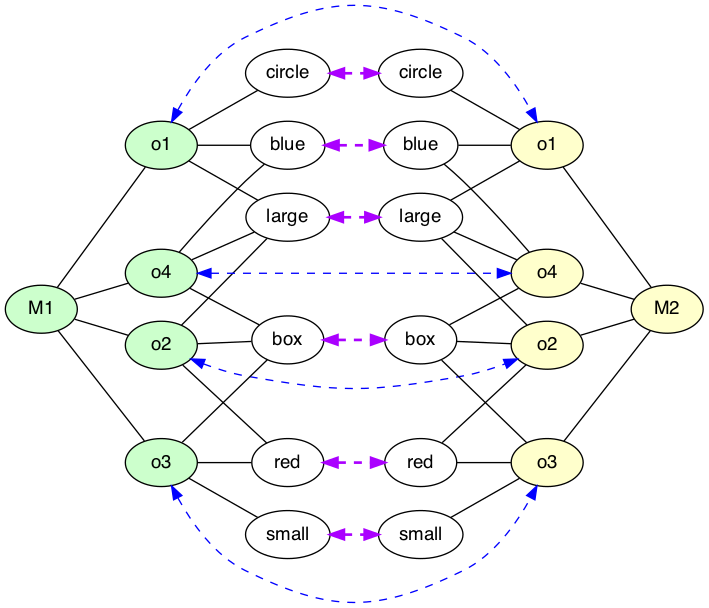 circle
circle
o1
blue
blue
o1
large
large
o4
o4
M1
M2
o2
box
box
o2
o3
red
red
o3
small
small